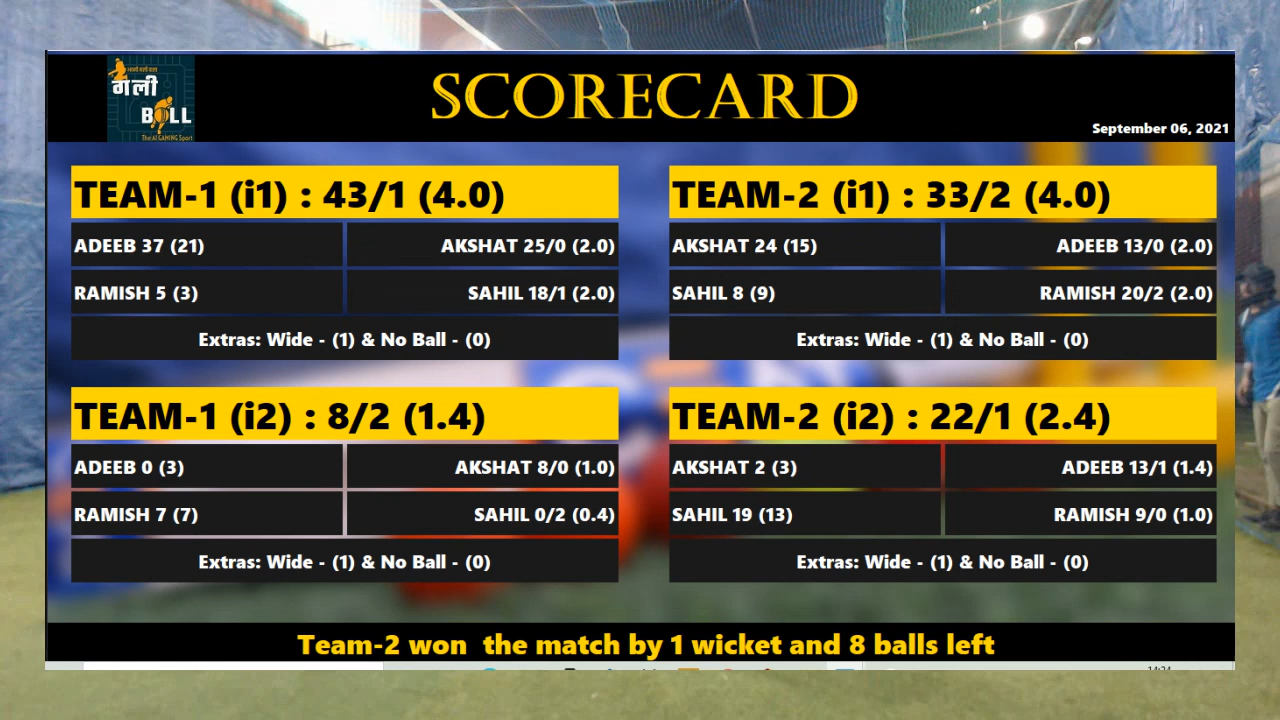 आपकी गली वाला
गली
BOLL
The AI GAMING Sport
SCORECARD
September 06, 2021
TEAM-1 (i1) : 43/1 (4.0)
ADEEB 37 (21)
AKSHAT 25/0 (2.0)
RAMISH 5 (3)
SAHIL 18/1 (2.0)
Extras: Wide - (1) & No Ball - (0)
TEAM-2 (i1) : 33/2 (4.0)
AKSHAT 24 (15)
ADEEB 13/0 (2.0)
SAHIL 8 (9)
RAMISH 20/2 (2.0)
Extras: Wide - (1) & No Ball - (0)
TEAM-1 (i2) : 8/2 (1.4)
ADEEB 0 (3)
AKSHAT 8/0 (1.0)
RAMISH 7 (7)
SAHIL 0/2 (0.4)
Extras: Wide - (1) & No Ball - (0)
TEAM-2 (i2) : 22/1 (2.4)
AKSHAT 2 (3)
ADEEB 13/1 (1.4)
SAHIL 19 (13)
RAMISH 9/0 (1.0)
Extras: Wide - (1) & No Ball - (0)
Team-2 won the match by 1 wicket and 8 balls left